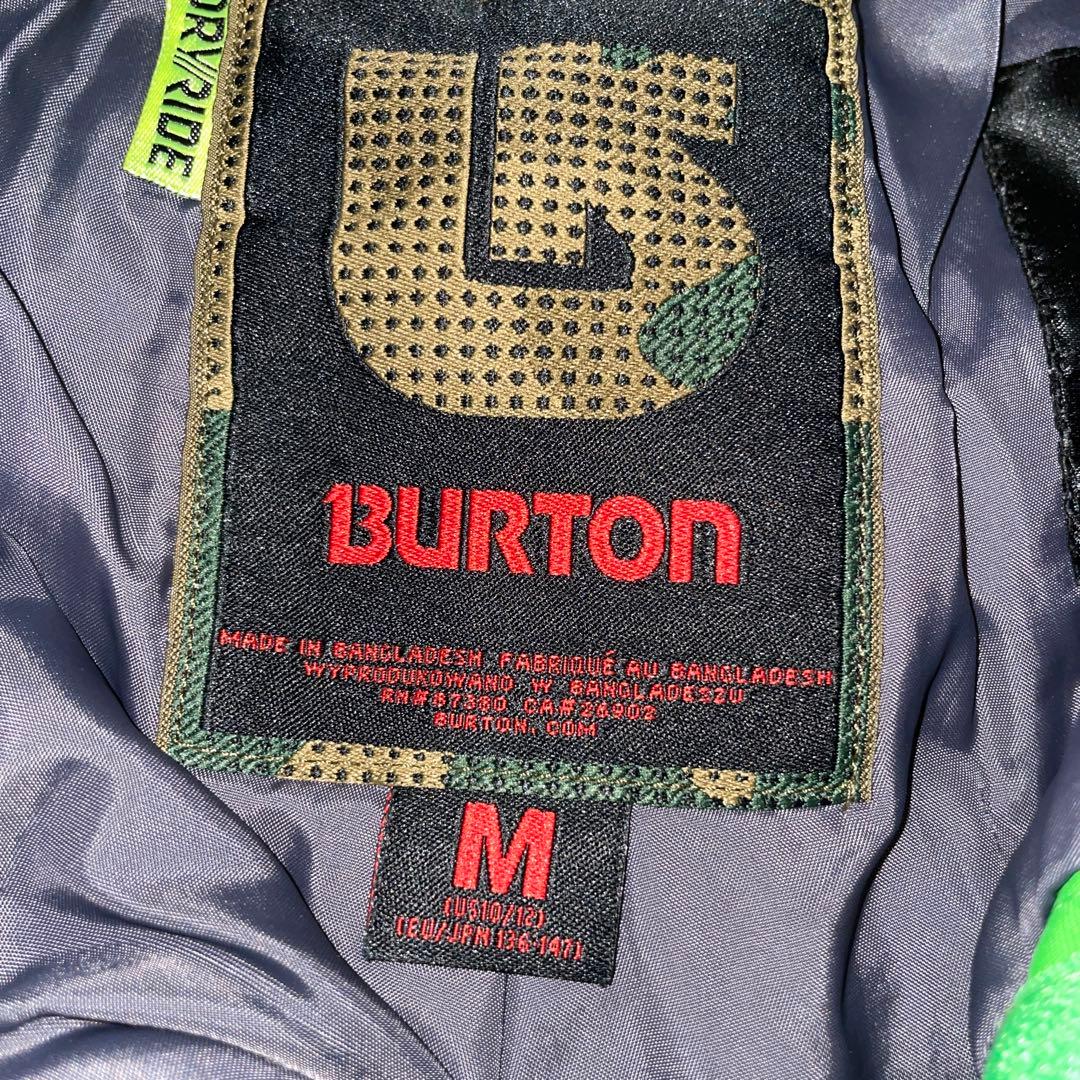 DRY//RIDE
BURTON
MADE IN BANGLADESH FABRIQUÉ AU BANGLADESH
WYPRODUKOWANO W BANGLADESZU
RN#87380 CA#26902
BURTON.COM
M
(US10/12)
(EU/JPN 136-147)